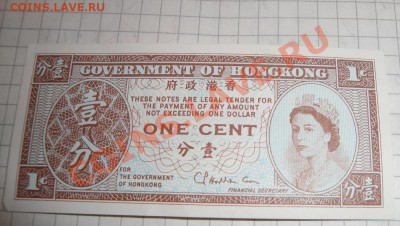 COINS.LAVE.RU
分壹 GOVERNMENT OF HONGKONG 1¢
府政港香
THESE NOTES ARE LEGAL TENDER FOR
THE PAYMENT OF ANY AMOUNT
NOT EXCEEDING ONE DOLLAR
壹
分
ONE CENT
分壹
FOR
THE GOVERNMENT
OF HONGKONG
FINANCIAL SECRETARY
1¢ 分壹
COINS.LAVE.RU